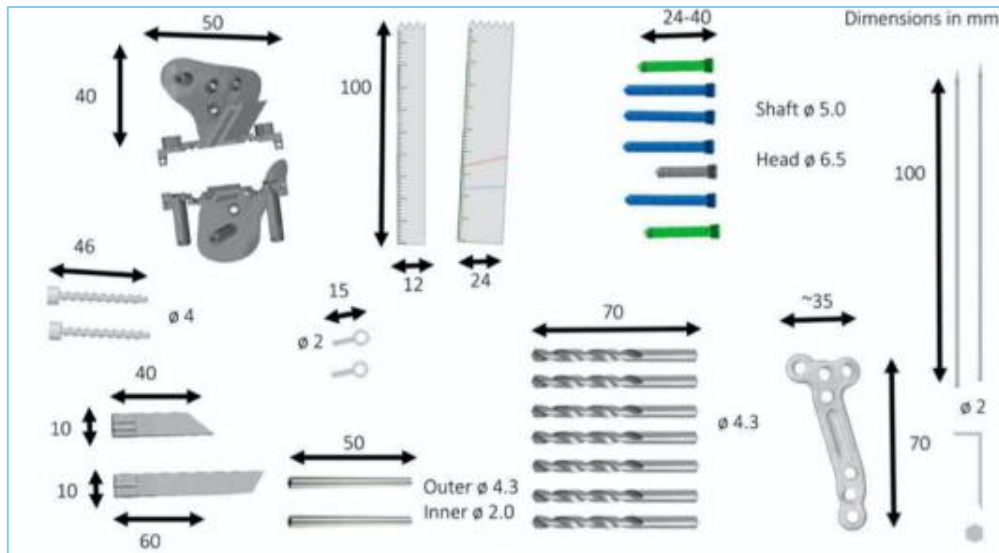 50
24-40
Dimensions in mm
40
100
Shaft ø 5.0
Head ø 6.5
100
46
12
24
ø 4
15
ø 2
70
~35
40
10
ø 4.3
ø 2
70
50
10
Outer ø 4.3
Inner ø 2.0
60